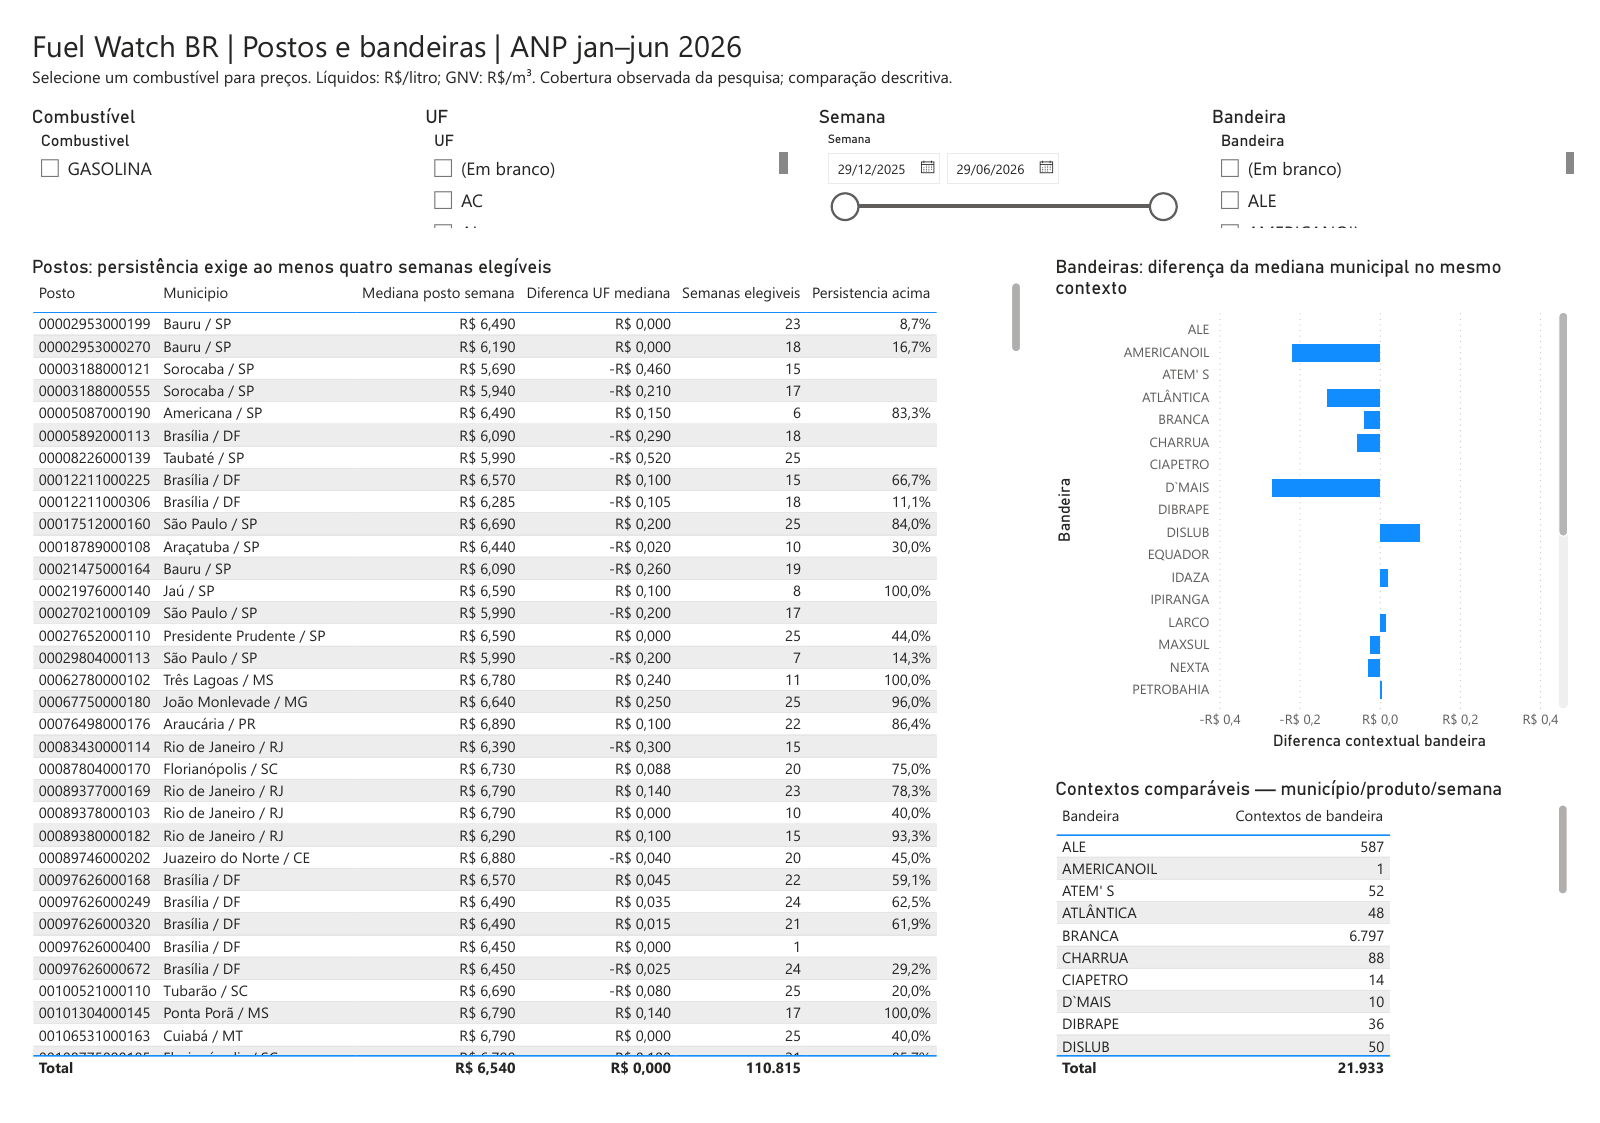 Fuel Watch BR | Postos e bandeiras | ANP jan–jun 2026
Selecione um combustível para preços. Líquidos: R$/litro; GNV: R$/m³. Cobertura observada da pesquisa; comparação descritiva.
Combustível
Combustivel
GASOLINA
UF
UF
(Em branco)
AC
Semana
Semana
29/12/2025 29/06/2026
Bandeira
Bandeira
(Em branco)
ALE
Postos: persistência exige ao menos quatro semanas elegíveis
Posto Municipio Mediana posto semana Diferenca UF mediana Semanas elegiveis Persistencia acima
00002953000199 Bauru / SP R$ 6,490 R$ 0,000 23 8,7%
00002953000270 Bauru / SP R$ 6,190 R$ 0,000 18 16,7%
00003188000121 Sorocaba / SP R$ 5,690 -R$ 0,460 15
00003188000555 Sorocaba / SP R$ 5,940 -R$ 0,210 17
00005087000190 Americana / SP R$ 6,490 R$ 0,150 6 83,3%
00005892000113 Brasília / DF R$ 6,090 -R$ 0,290 18
00008226000139 Taubaté / SP R$ 5,990 -R$ 0,520 25
00012211000225 Brasília / DF R$ 6,570 R$ 0,100 15 66,7%
00012211000306 Brasília / DF R$ 6,285 -R$ 0,105 18 11,1%
00017512000160 São Paulo / SP R$ 6,690 R$ 0,200 25 84,0%
00018789000108 Araçatuba / SP R$ 6,440 -R$ 0,020 10 30,0%
00021475000164 Bauru / SP R$ 6,090 -R$ 0,260 19
00021976000140 Jaú / SP R$ 6,590 R$ 0,100 8 100,0%
00027021000109 São Paulo / SP R$ 5,990 -R$ 0,200 17
00027652000110 Presidente Prudente / SP R$ 6,590 R$ 0,000 25 44,0%
00029804000113 São Paulo / SP R$ 5,990 -R$ 0,200 7 14,3%
00062780000102 Três Lagoas / MS R$ 6,780 R$ 0,240 11 100,0%
00067750000180 João Monlevade / MG R$ 6,640 R$ 0,250 25 96,0%
00076498000176 Araucária / PR R$ 6,890 R$ 0,100 22 86,4%
00083430000114 Rio de Janeiro / RJ R$ 6,390 -R$ 0,300 15
00087804000170 Florianópolis / SC R$ 6,730 R$ 0,088 20 75,0%
00089377000169 Rio de Janeiro / RJ R$ 6,790 R$ 0,140 23 78,3%
00089378000103 Rio de Janeiro / RJ R$ 6,790 R$ 0,000 10 40,0%
00089380000182 Rio de Janeiro / RJ R$ 6,290 R$ 0,100 15 93,3%
00089746000202 Juazeiro do Norte / CE R$ 6,880 -R$ 0,040 20 45,0%
00097626000168 Brasília / DF R$ 6,570 R$ 0,045 22 59,1%
00097626000249 Brasília / DF R$ 6,490 R$ 0,035 24 62,5%
00097626000320 Brasília / DF R$ 6,490 R$ 0,015 21 61,9%
00097626000400 Brasília / DF R$ 6,450 R$ 0,000 1
00097626000672 Brasília / DF R$ 6,450 -R$ 0,025 24 29,2%
00100521000110 Tubarão / SC R$ 6,690 -R$ 0,080 25 20,0%
00101304000145 Ponta Porã / MS R$ 6,790 R$ 0,140 17 100,0%
00106531000163 Cuiabá / MT R$ 6,790 R$ 0,000 25 40,0%
Total R$ 6,540 R$ 0,000 110.815
Bandeiras: diferença da mediana municipal no mesmo
contexto
Bandeira
ALE
AMERICANOIL
ATEM' S
ATLÂNTICA
BRANCA
CHARRUA
CIAPETRO
D`MAIS
DIBRAPE
DISLUB
EQUADOR
IDAZA
IPIRANGA
LARCO
MAXSUL
NEXTA
PETROBAHIA
-R$ 0,4 -R$ 0,2 R$ 0,0 R$ 0,2 R$ 0,4
Diferenca contextual bandeira
Contextos comparáveis — município/produto/semana
Bandeira Contextos de bandeira
ALE 587
AMERICANOIL 1
ATEM' S 52
ATLÂNTICA 48
BRANCA 6.797
CHARRUA 88
CIAPETRO 14
D`MAIS 10
DIBRAPE 36
DISLUB 50
Total 21.933